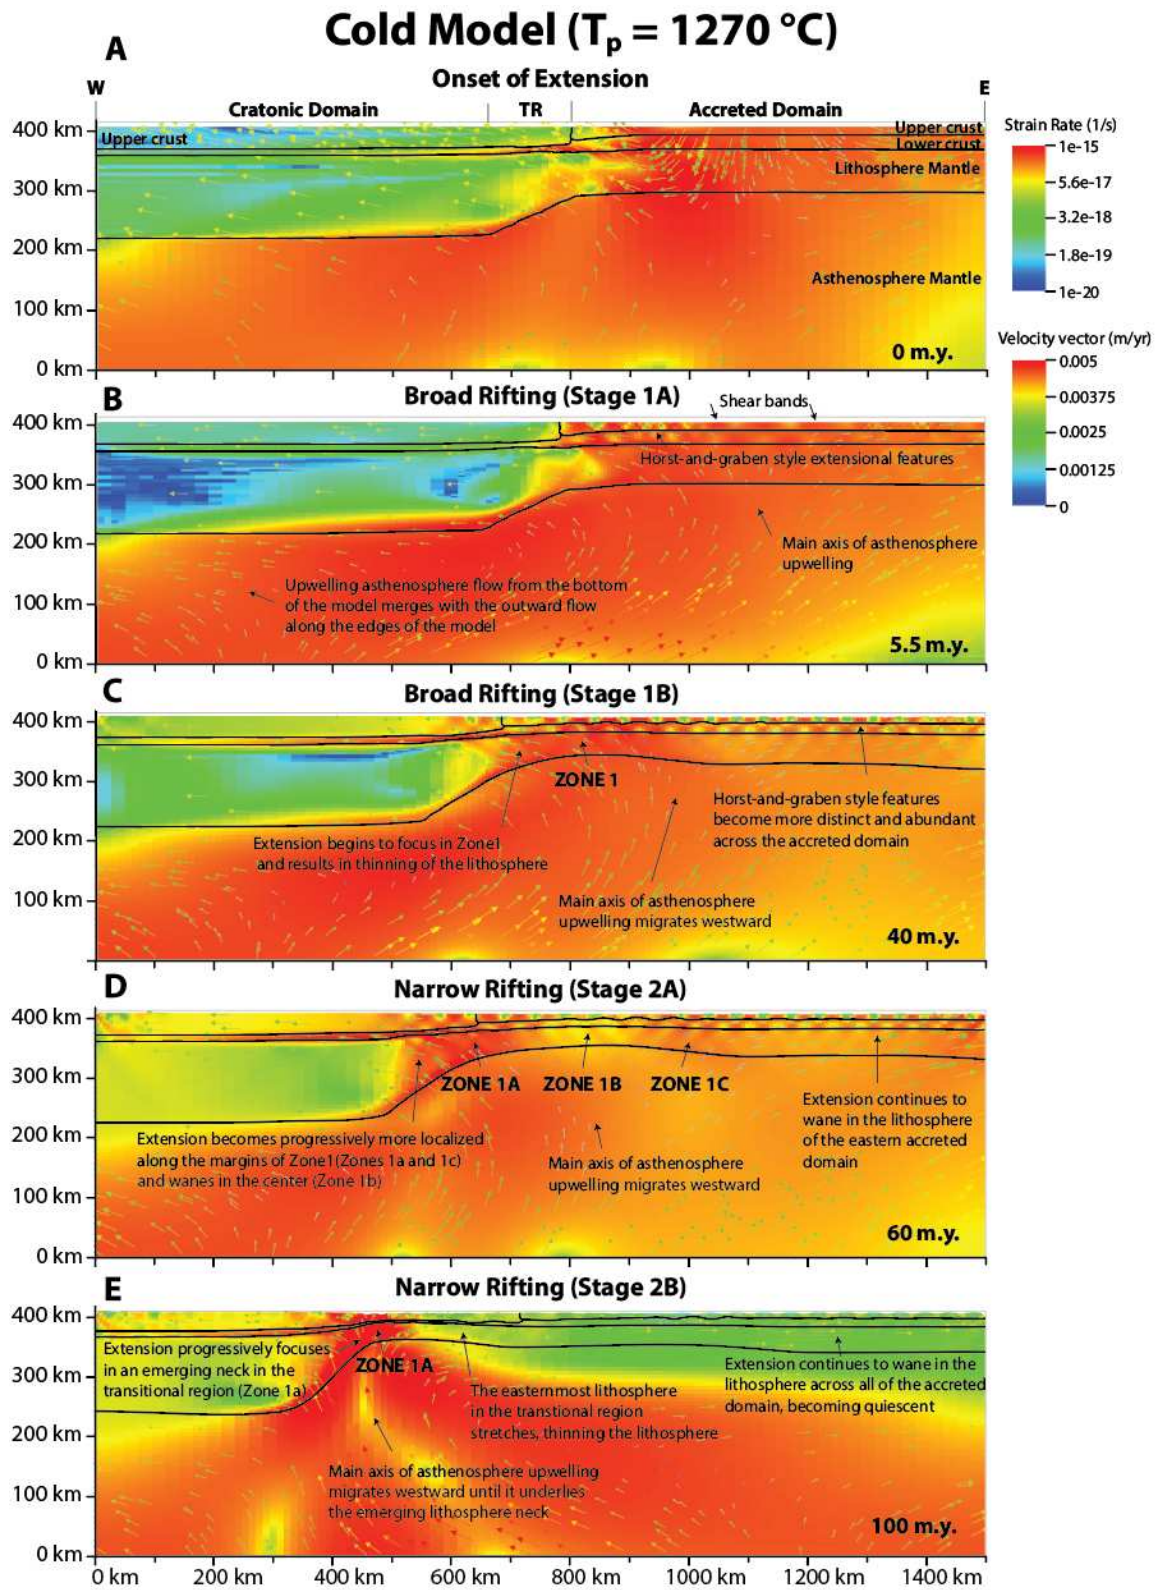 Cold Model (Tp = 1270 °C)
A
Onset of Extension
W
E
Cratonic Domain
TR
Accreted Domain
400 km
300 km
200 km
100 km
0 km
Upper crust
Upper crust
Lower crust
Lithosphere Mantle
Asthenosphere Mantle
0 m.y.
Strain Rate (1/s)
1e-15
5.6e-17
3.2e-18
1.8e-19
1e-20
Velocity vector (m/yr)
0.005
0.00375
0.0025
0.00125
0
B
Broad Rifting (Stage 1A)
Shear bands
400 km
300 km
200 km
100 km
0 km
Horst-and-graben style extensional features
Main axis of asthenosphere
upwelling
Upwelling asthenosphere flow from the bottom
of the model merges with the outward flow
along the edges of the model
5.5 m.y.
C
Broad Rifting (Stage 1B)
400 km
300 km
200 km
100 km
ZONE 1
Horst-and-graben style features
become more distinct and abundant
across the accreted domain
Extension begins to focus in Zone1
and results in thinning of the lithosphere
Main axis of asthenosphere
upwelling migrates westward
40 m.y.
D
Narrow Rifting (Stage 2A)
400 km
300 km
200 km
100 km
0 km
ZONE 1A
ZONE 1B
ZONE 1C
Extension continues to
wane in the lithosphere
of the eastern accreted
domain
Extension becomes progressively more localized
along the margins of Zone1(Zones 1a and 1c)
and wanes in the center (Zone 1b)
Main axis of asthenosphere
upwelling migrates westward
60 m.y.
E
Narrow Rifting (Stage 2B)
400 km
300 km
200 km
100 km
0 km
Extension progressively focuses
in an emerging neck in the
transitional region (Zone 1a)
ZONE 1A
The easternmost lithosphere
in the transtional region
stretches, thinning the lithosphere
Extension continues to wane in the
lithosphere across all of the accreted
domain, becoming quiescent
Main axis of asthenosphere upwelling
migrates westward until it underlies
the emerging lithosphere neck
100 m.y.
0 km
200 km
400 km
600 km
800 km
1000 km
1200 km
1400 km